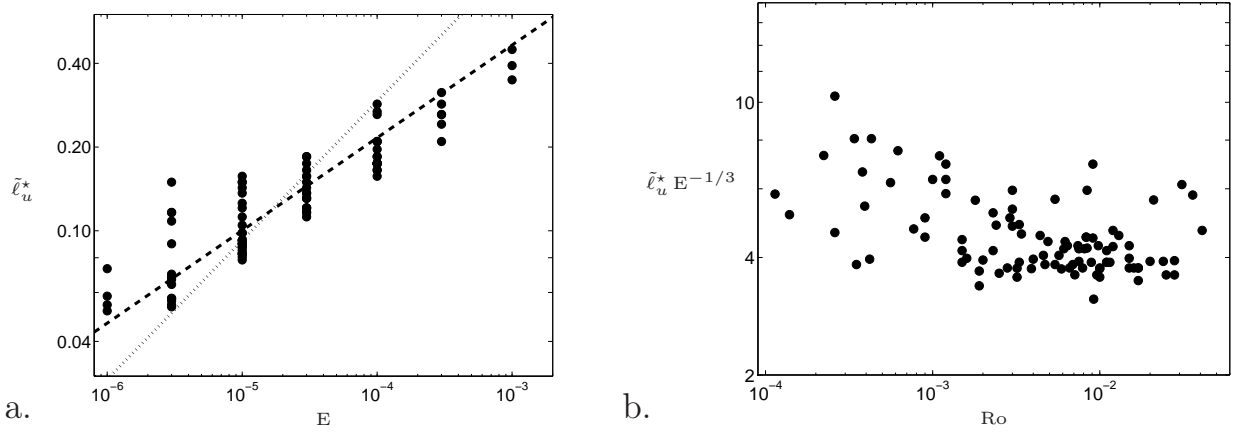 0.40
0.20
0.10
0.04
ℓ̃ᵤ⋆
10⁻⁶ 10⁻⁵ 10⁻⁴ 10⁻³
E
a.
10
4
2
ℓ̃ᵤ⋆ E⁻¹/³
10⁻⁴ 10⁻³ 10⁻²
Ro
b.